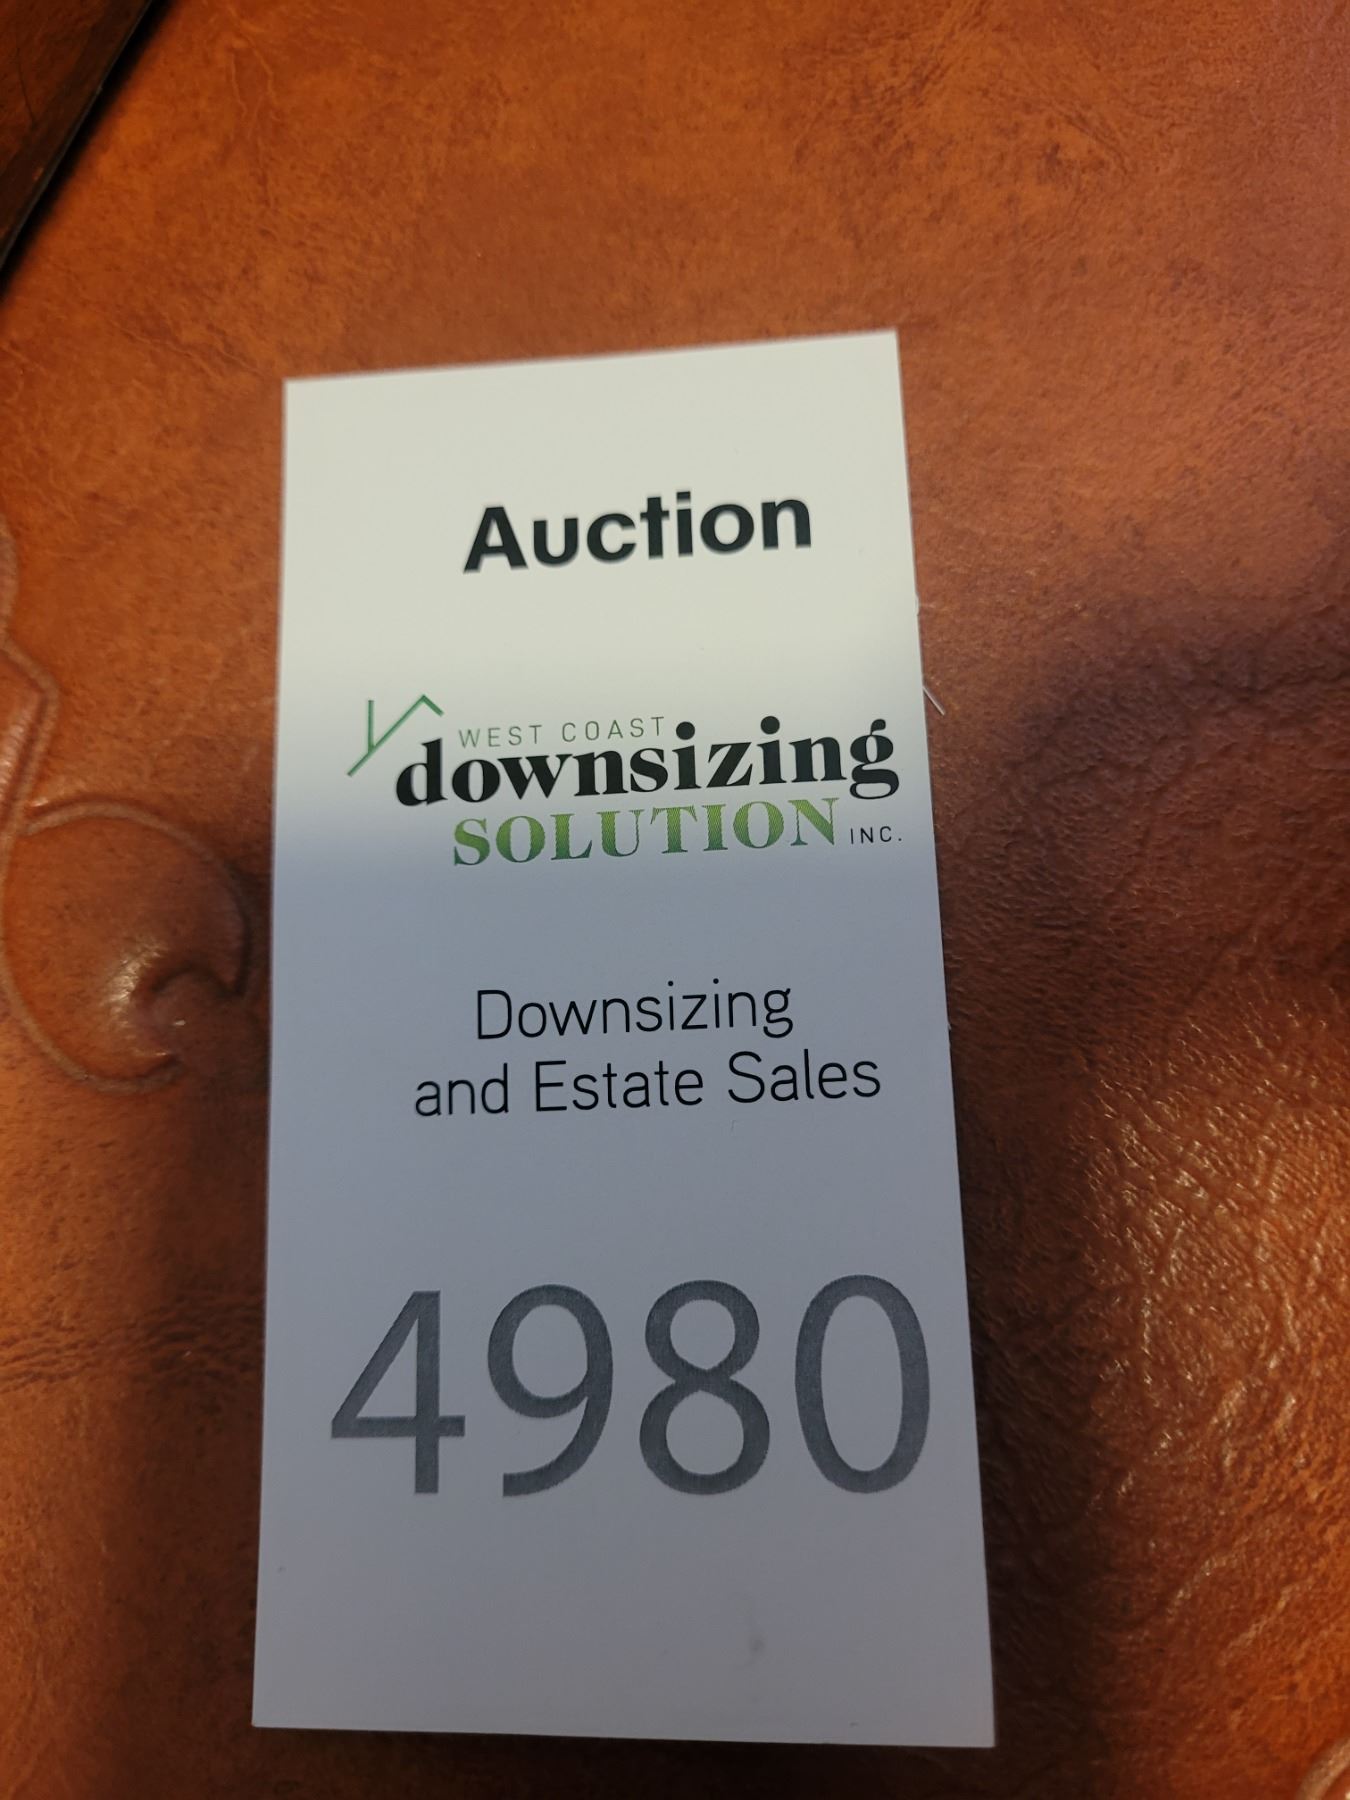 Auction
WEST COAST
downsizing
SOLUTION INC.
Downsizing
and Estate Sales
4980